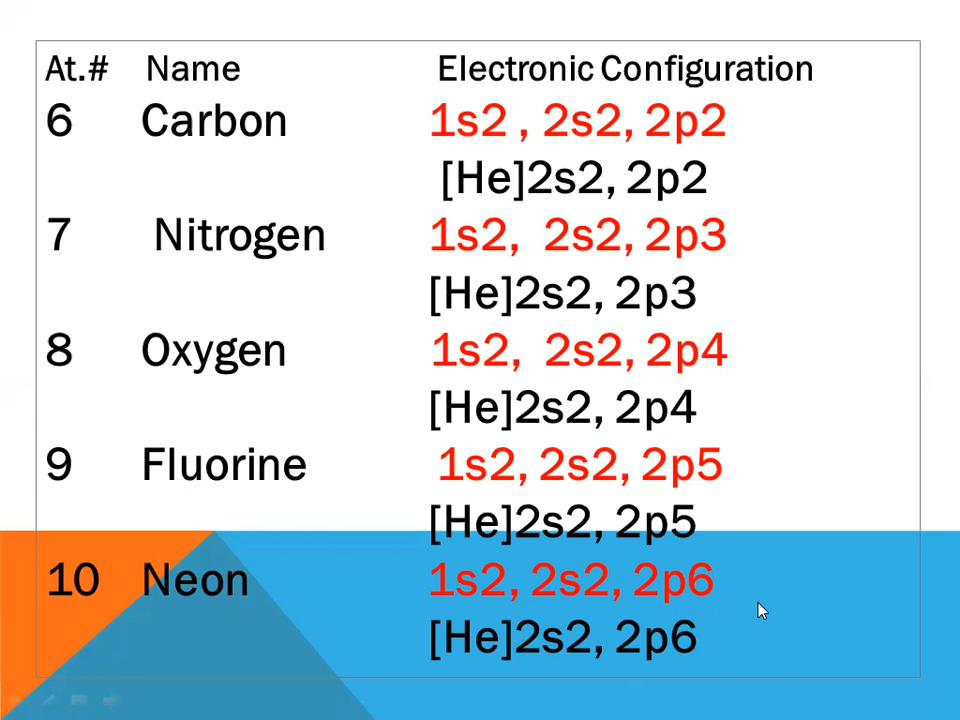 At.# Name Electronic Configuration
6 Carbon 1s2 , 2s2, 2p2
[He]2s2, 2p2
7 Nitrogen 1s2, 2s2, 2p3
[He]2s2, 2p3
8 Oxygen 1s2, 2s2, 2p4
[He]2s2, 2p4
9 Fluorine 1s2, 2s2, 2p5
[He]2s2, 2p5
10 Neon 1s2, 2s2, 2p6
[He]2s2, 2p6